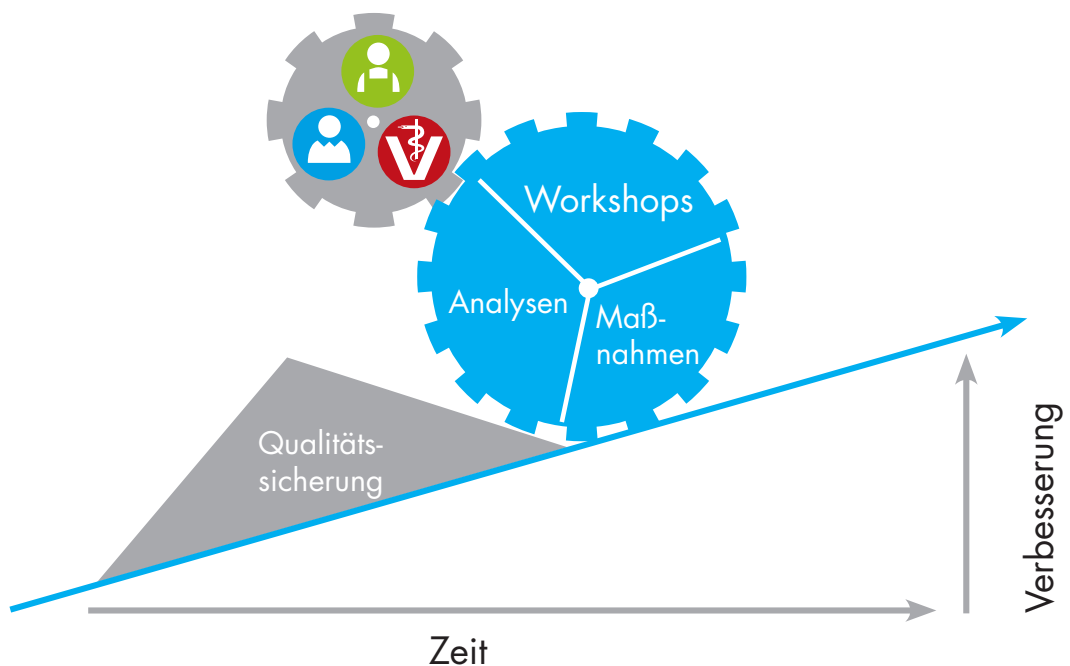 V
Workshops
Analysen
Maß-
nahmen
Qualitäts-
sicherung
Verbesserung
Zeit